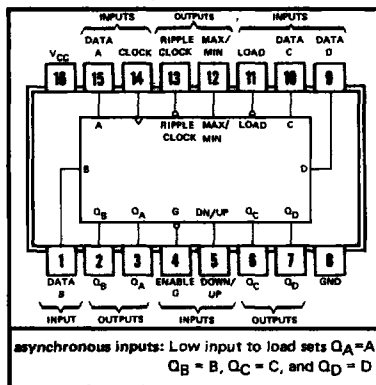 INPUTS OUTPUTS INPUTS
DATA RIPPLE MAX/ DATA DATA
VCC A CLOCK CLOCK MIN LOAD C D
16 15 14 13 12 11 10 9
A RIPPLE MAX/ LOAD C
CLOCK MIN
B D
QB QA G DN/UP QC QD
1 2 3 4 5 6 7 8
DATA QB QA ENABLE DOWN/ QC QD GND
B G UP
INPUT OUTPUTS INPUTS OUTPUTS
asynchronous inputs: Low input to load sets QA=A
QB = B, QC = C, and QD = D